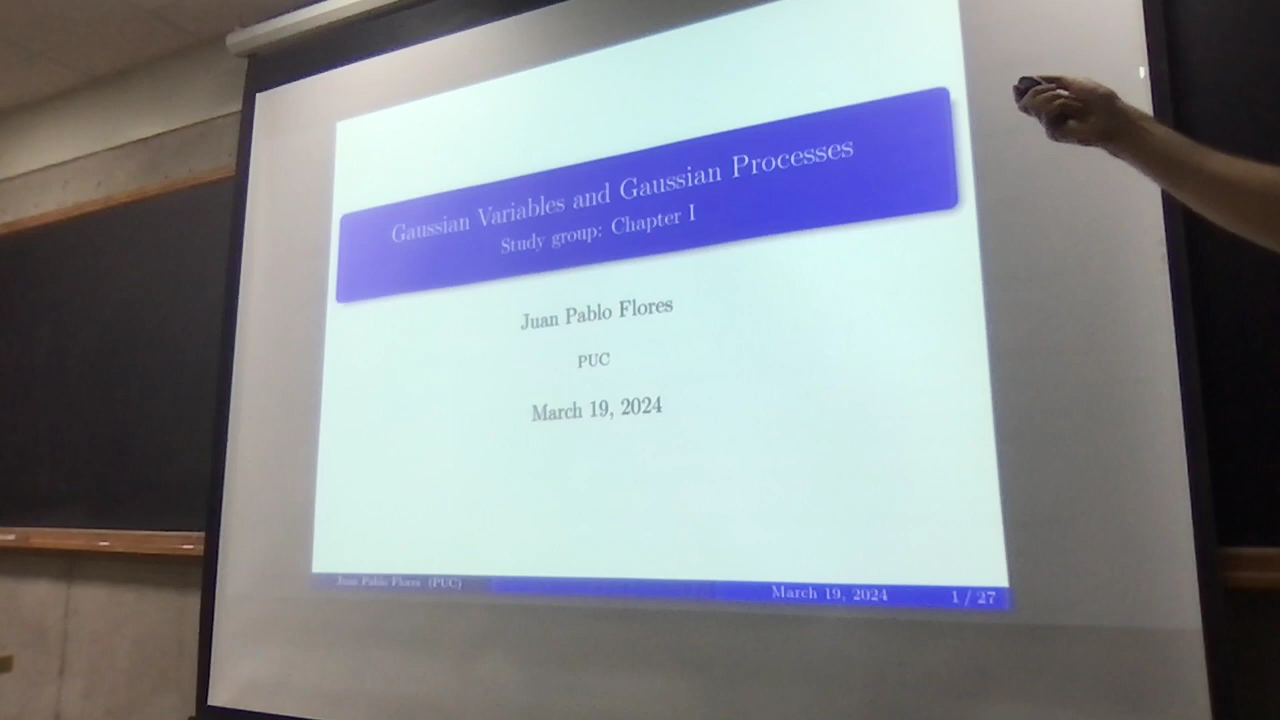 Gaussian Variables and Gaussian Processes
Study group: Chapter I
Juan Pablo Flores
PUC
March 19, 2024
Juan Pablo Flores (PUC)
March 19, 2024
1 / 27